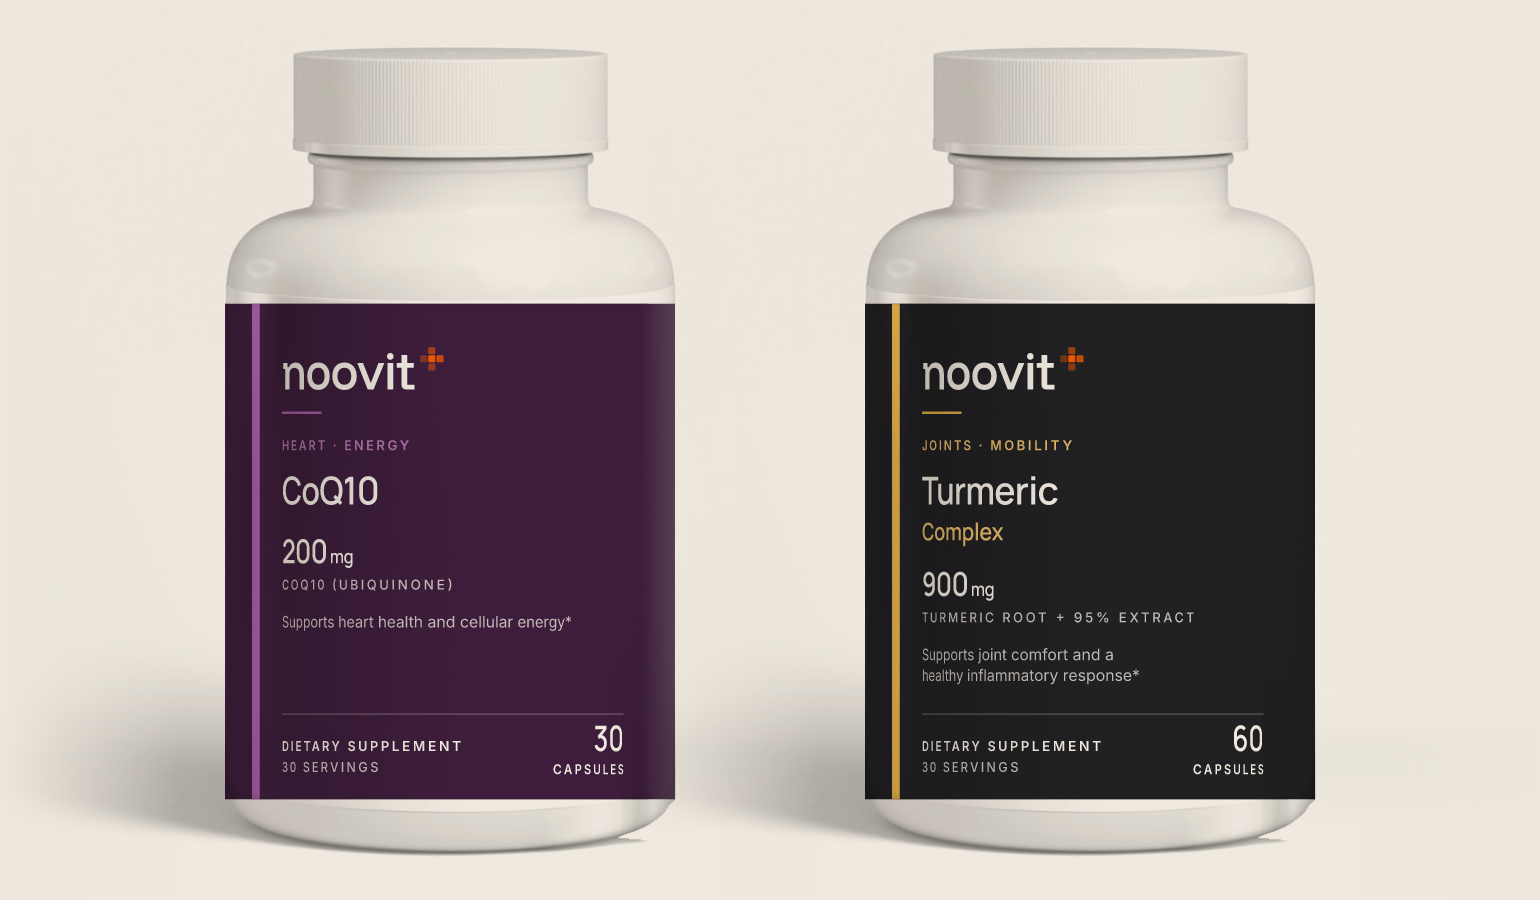 noovit
HEART · ENERGY
CoQ10
200 mg
COQ10 (UBIQUINONE)
Supports heart health and cellular energy*
DIETARY SUPPLEMENT
30 SERVINGS
30
CAPSULES
noovit
JOINTS · MOBILITY
Turmeric
Complex
900 mg
TURMERIC ROOT + 95% EXTRACT
Supports joint comfort and a
healthy inflammatory response*
DIETARY SUPPLEMENT
30 SERVINGS
60
CAPSULES